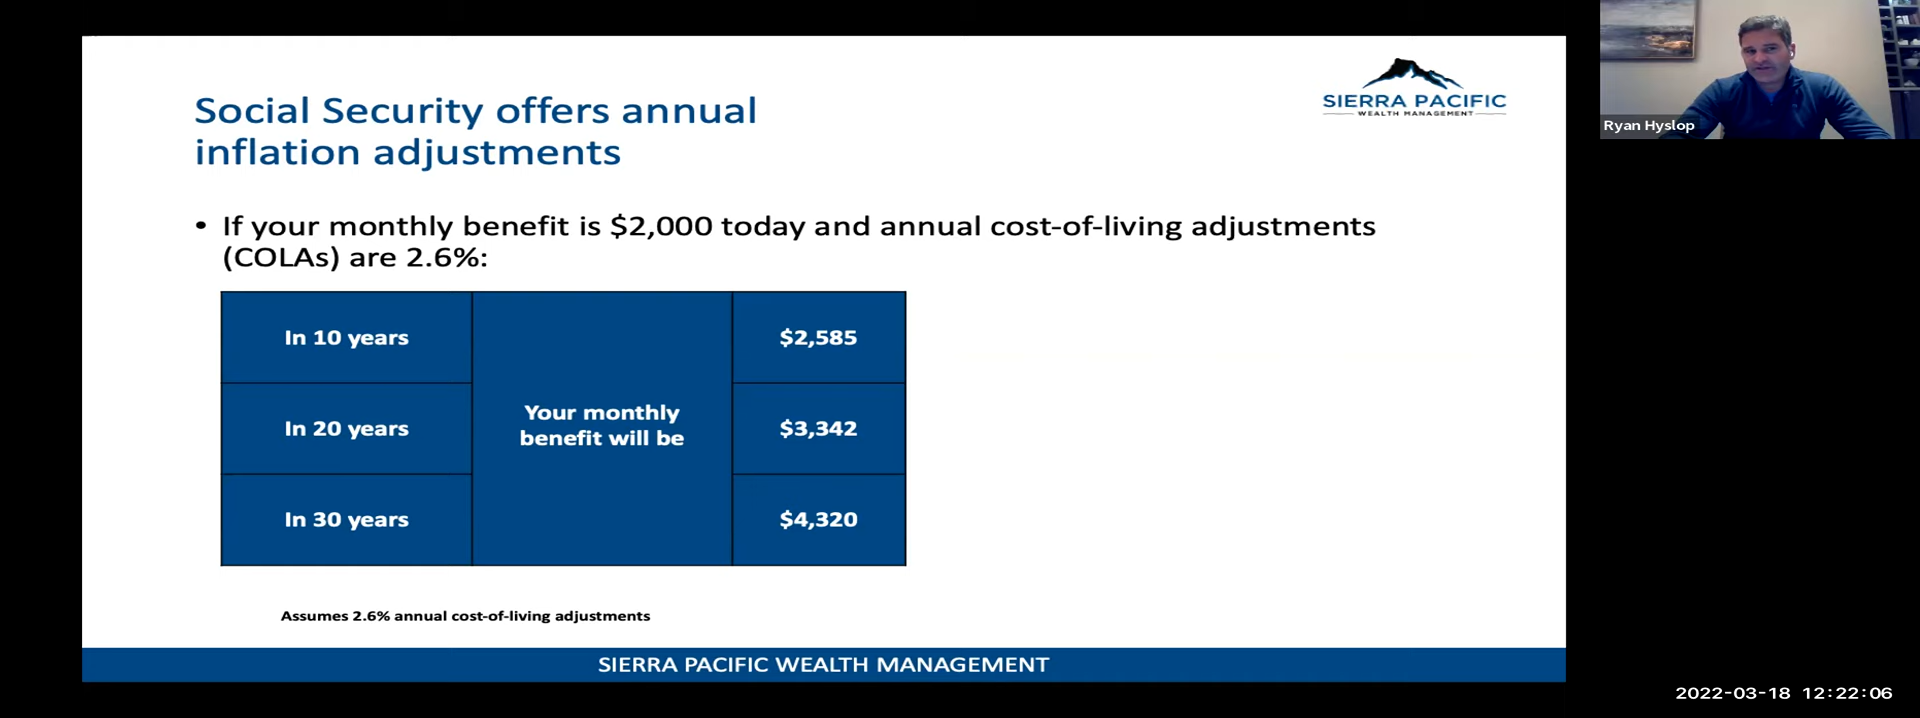 Social Security offers annual
inflation adjustments
SIERRA PACIFIC
WEALTH MANAGEMENT
Ryan Hyslop
• If your monthly benefit is $2,000 today and annual cost-of-living adjustments
(COLAs) are 2.6%:
In 10 years
$2,585
In 20 years
Your monthly
benefit will be
$3,342
In 30 years
$4,320
Assumes 2.6% annual cost-of-living adjustments
SIERRA PACIFIC WEALTH MANAGEMENT
2022-03-18 12:22:06